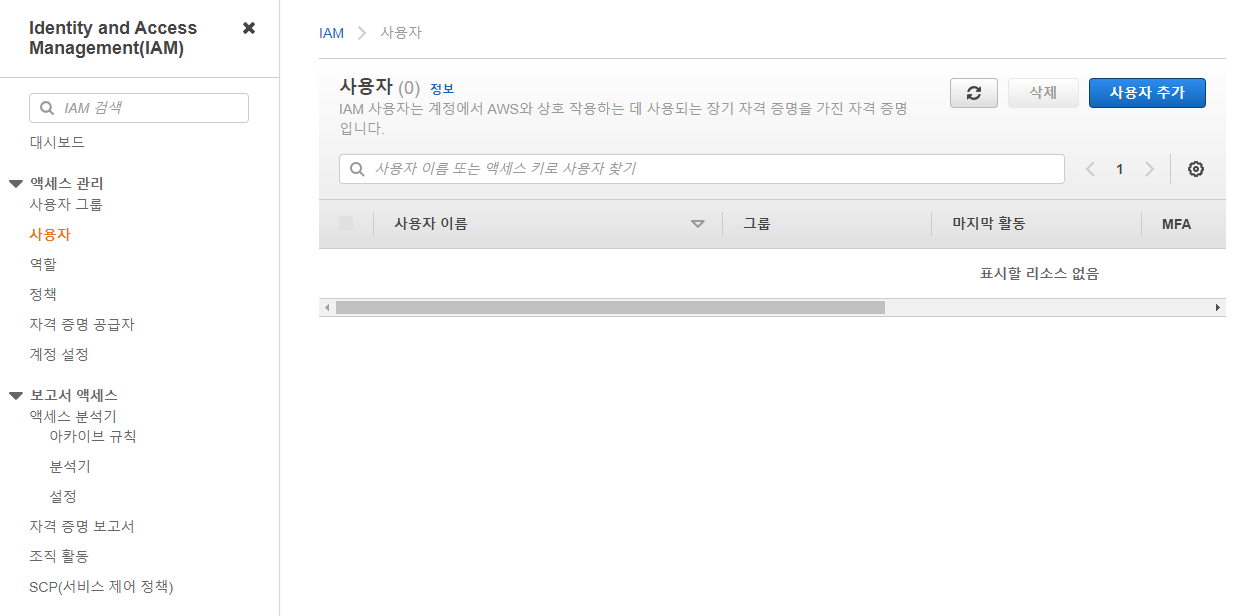 Identity and Access
Management(IAM)
IAM 검색
대시보드
액세스 관리
사용자 그룹
사용자
역할
정책
자격 증명 공급자
계정 설정
보고서 액세스
액세스 분석기
아카이브 규칙
분석기
설정
자격 증명 보고서
조직 활동
SCP(서비스 제어 정책)
IAM 사용자
사용자 (0) 정보
IAM 사용자는 계정에서 AWS와 상호 작용하는 데 사용되는 장기 자격 증명을 가진 자격 증명
입니다.
삭제 사용자 추가
사용자 이름 또는 액세스 키로 사용자 찾기 1
사용자 이름 그룹 마지막 활동 MFA
표시할 리소스 없음